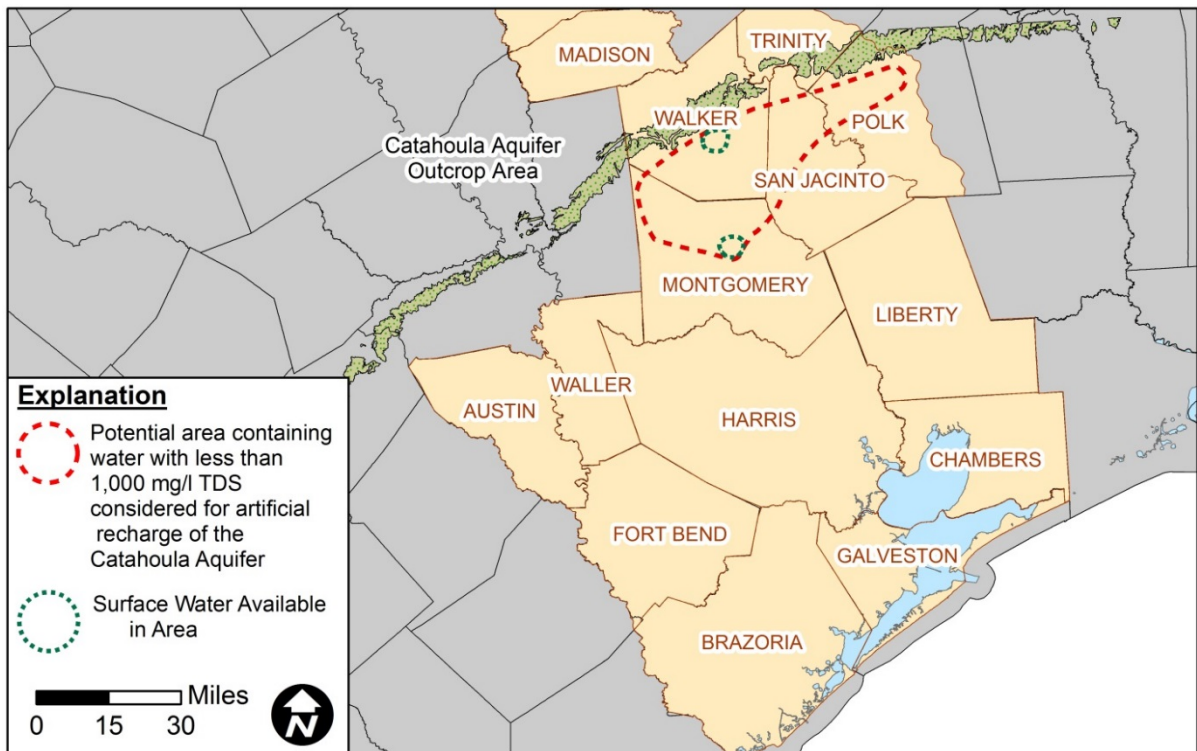 TRINITY
MADISON
WALKER
POLK
Catahoula Aquifer
Outcrop Area
SAN JACINTO
MONTGOMERY
LIBERTY
WALLER
AUSTIN
HARRIS
CHAMBERS
FORT BEND
GALVESTON
BRAZORIA
Explanation
Potential area containing
water with less than
1,000 mg/l TDS
considered for artificial
recharge of the
Catahoula Aquifer
Surface Water Available
in Area
Miles
0 15 30
N